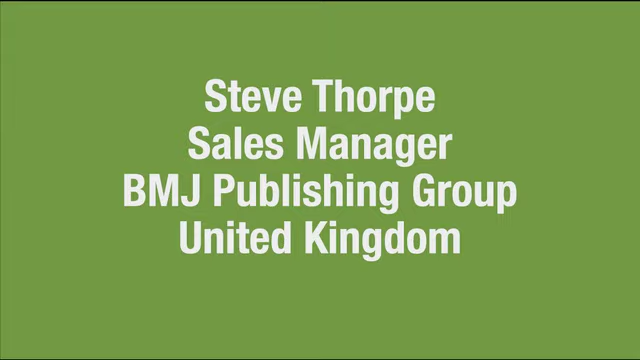 Steve Thorpe
Sales Manager
BMJ Publishing Group
United Kingdom